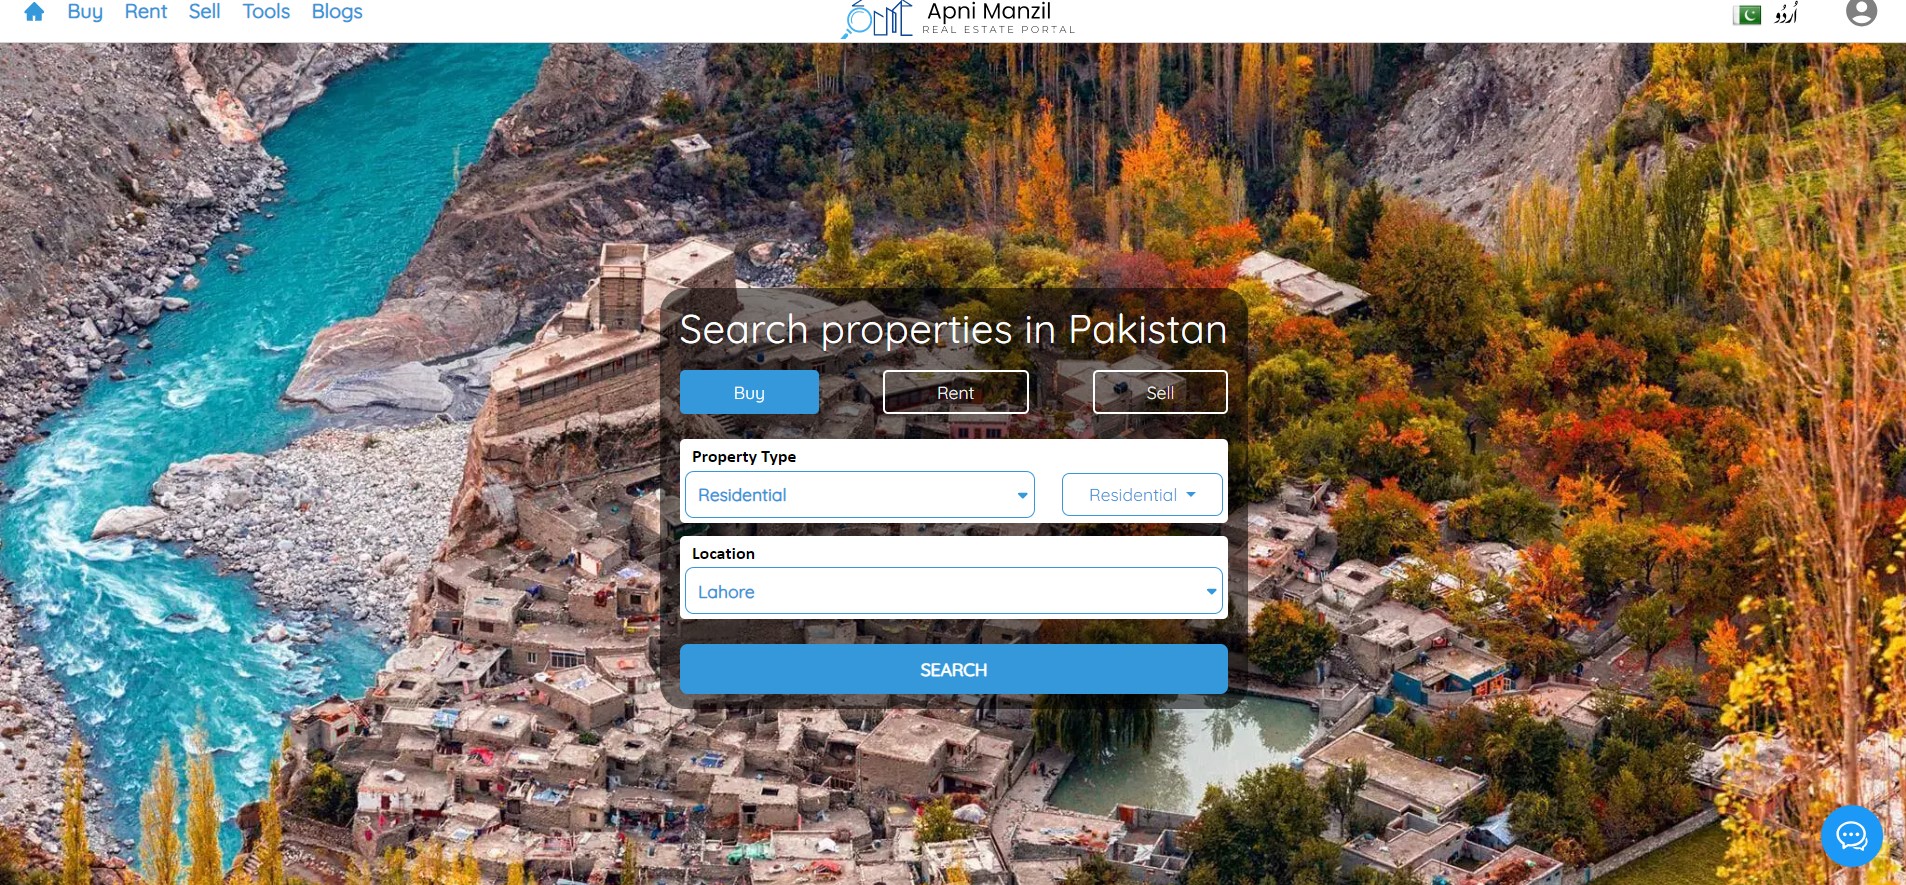 Buy Rent Sell Tools Blogs
Apni Manzil
REAL ESTATE PORTAL
اُردُو
Search properties in Pakistan
Buy Rent Sell
Property Type
Residential Residential
Location
Lahore
SEARCH